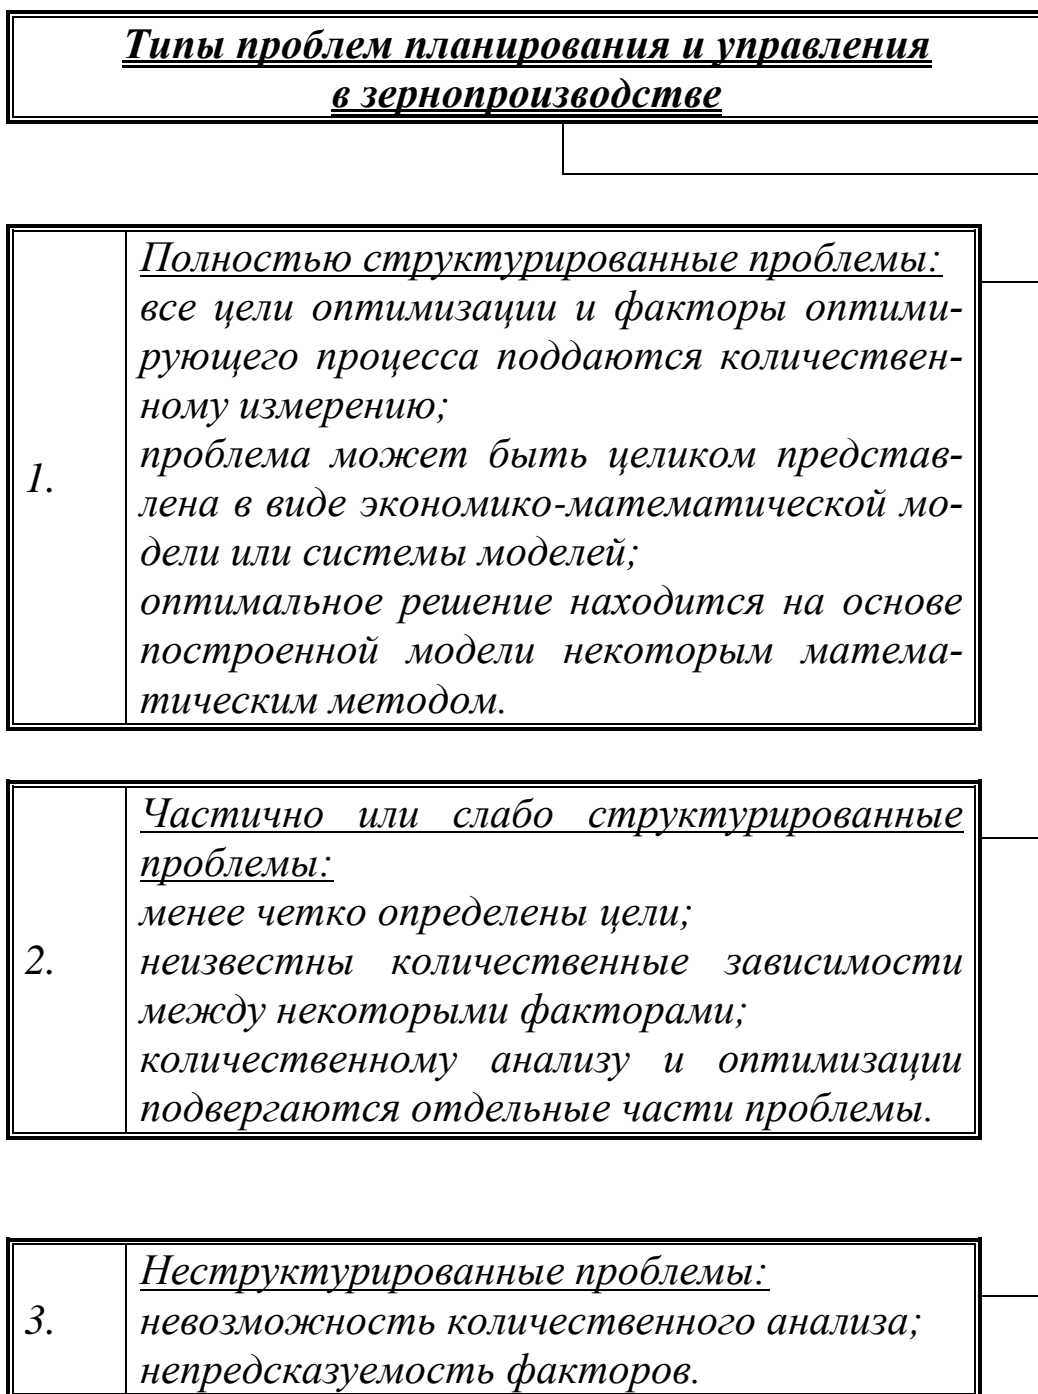 Типы проблем планирования и управления
в зернопроизводстве
1.
Полностью структурированные проблемы:
все цели оптимизации и факторы оптими-
рующего процесса поддаются количествен-
ному измерению;
проблема может быть целиком представ-
лена в виде экономико-математической мо-
дели или системы моделей;
оптимальное решение находится на основе
построенной модели некоторым матема-
тическим методом.
2.
Частично или слабо структурированные
проблемы:
менее четко определены цели;
неизвестны количественные зависимости
между некоторыми факторами;
количественному анализу и оптимизации
подвергаются отдельные части проблемы.
3.
Неструктурированные проблемы:
невозможность количественного анализа;
непредсказуемость факторов.